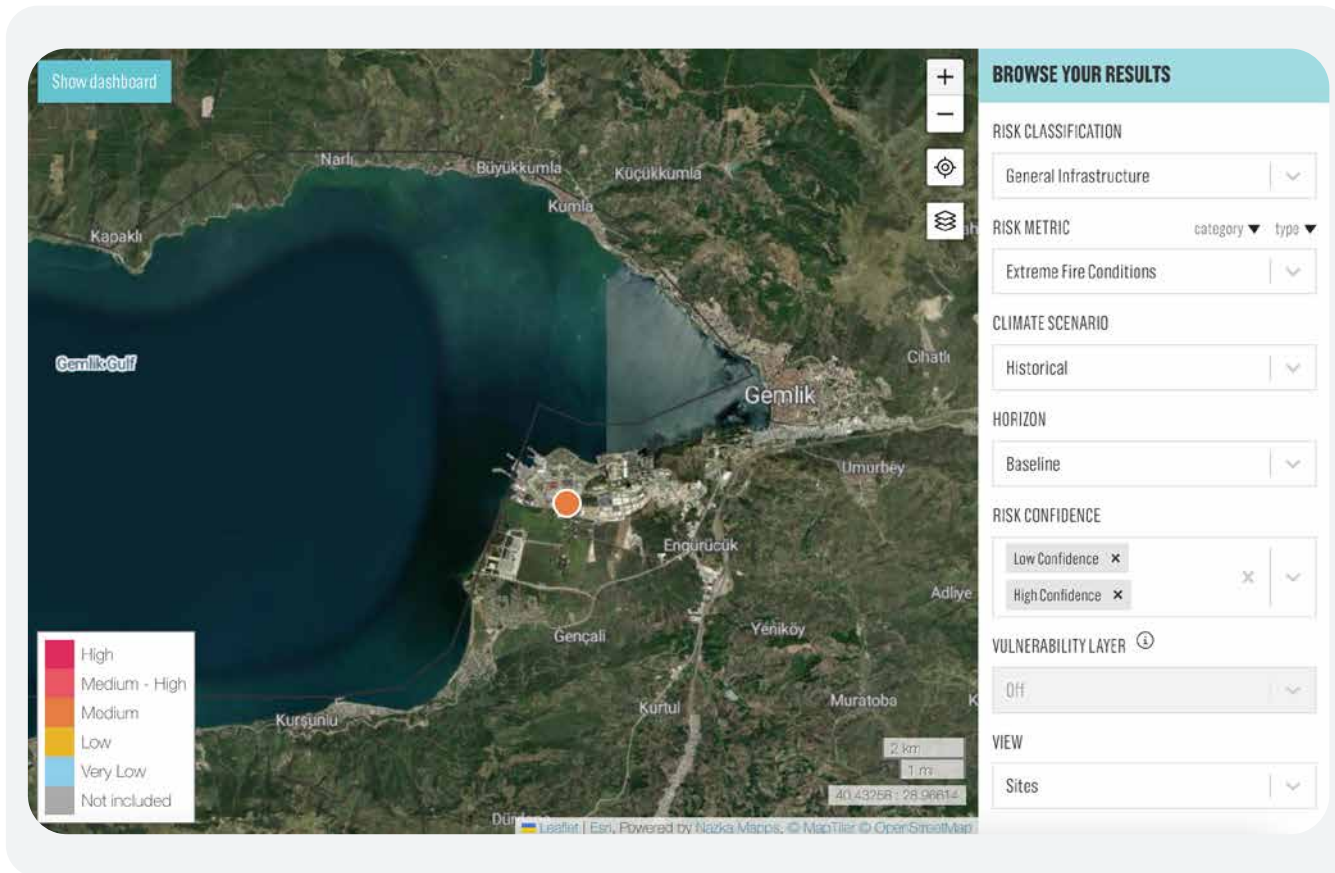 Show dashboard
Narlı
Büyükkumla
Küçükkumla
Kumla
Kapaklı
Gemlik Gulf
Cihatlı
Gemlik
Umurbey
Engürücük
Adliye
Gençali
Yeniköy
Kurtul
Muratoba
Kurşunlu
High
Medium - High
Medium
Low
Very Low
Not included
2 km
1 mi
40.43258 : 28.96614
Leaflet | Esri, Powered by Nazka Mapps, © MapTiler © OpenStreetMap
BROWSE YOUR RESULTS
RISK CLASSIFICATION
General Infrastructure
RISK METRIC category ▼ type ▼
Extreme Fire Conditions
CLIMATE SCENARIO
Historical
HORIZON
Baseline
RISK CONFIDENCE
Low Confidence ×
High Confidence ×
VULNERABILITY LAYER
Off
VIEW
Sites